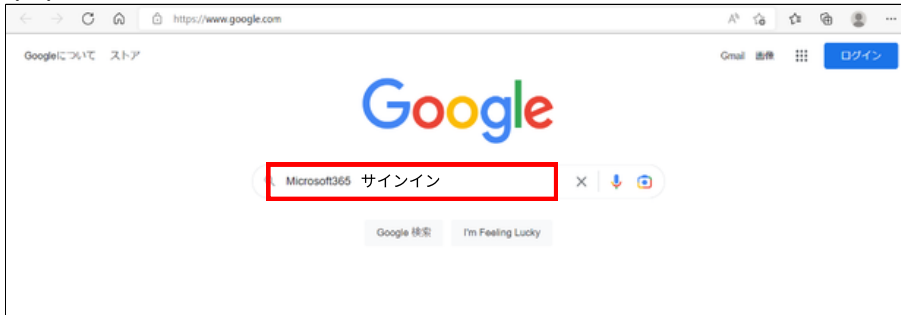 https://www.google.com
Googleについて ストア
Gmail 画像
ログイン
Google
Microsoft365 サインイン
Google 検索 I'm Feeling Lucky